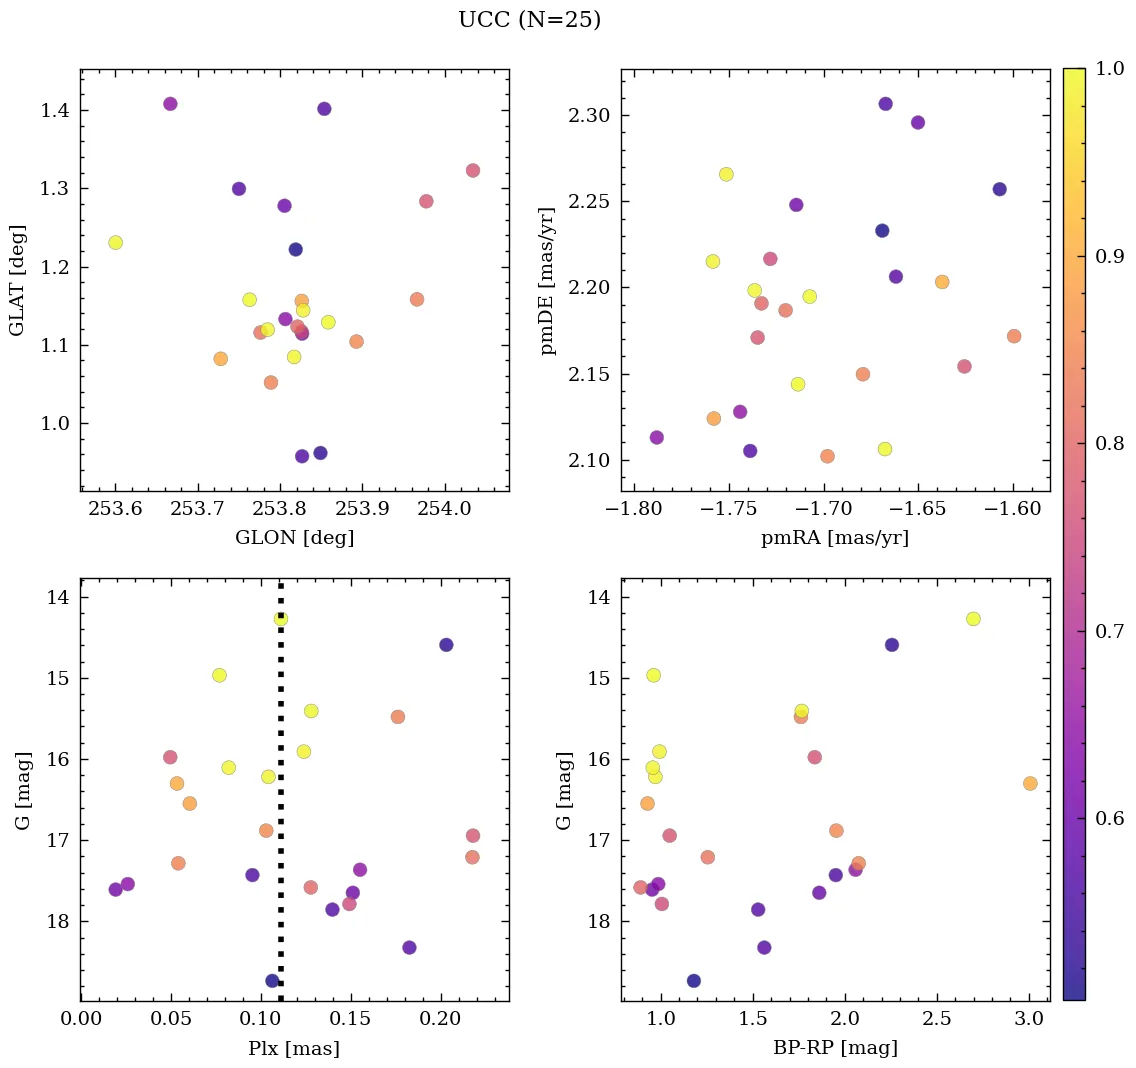 UCC (N=25)
1.4
1.3
1.2
1.1
1.0
GLAT [deg]
253.6 253.7 253.8 253.9 254.0
GLON [deg]
2.30
2.25
2.20
2.15
2.10
pmDE [mas/yr]
−1.80 −1.75 −1.70 −1.65 −1.60
pmRA [mas/yr]
14
15
16
17
18
G [mag]
0.00 0.05 0.10 0.15 0.20
Plx [mas]
14
15
16
17
18
G [mag]
1.0 1.5 2.0 2.5 3.0
BP-RP [mag]
1.0
0.9
0.8
0.7
0.6